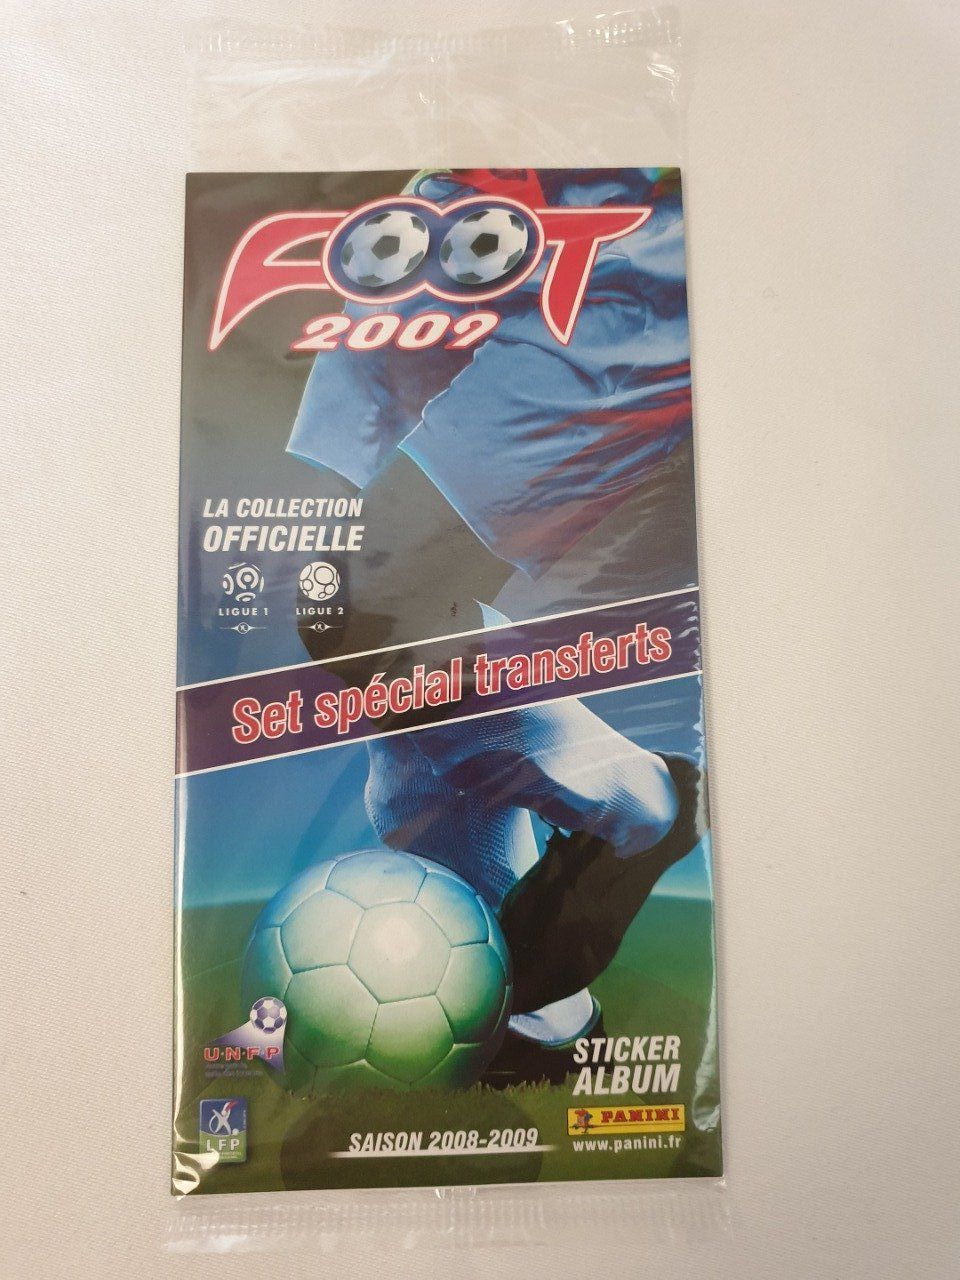 FOOT
2009
LA COLLECTION
OFFICIELLE
LIGUE 1
LIGUE 2
Set spécial transferts
U·N·F·P
STICKER
ALBUM
PANINI
LFP
SAISON 2008-2009
www.panini.fr